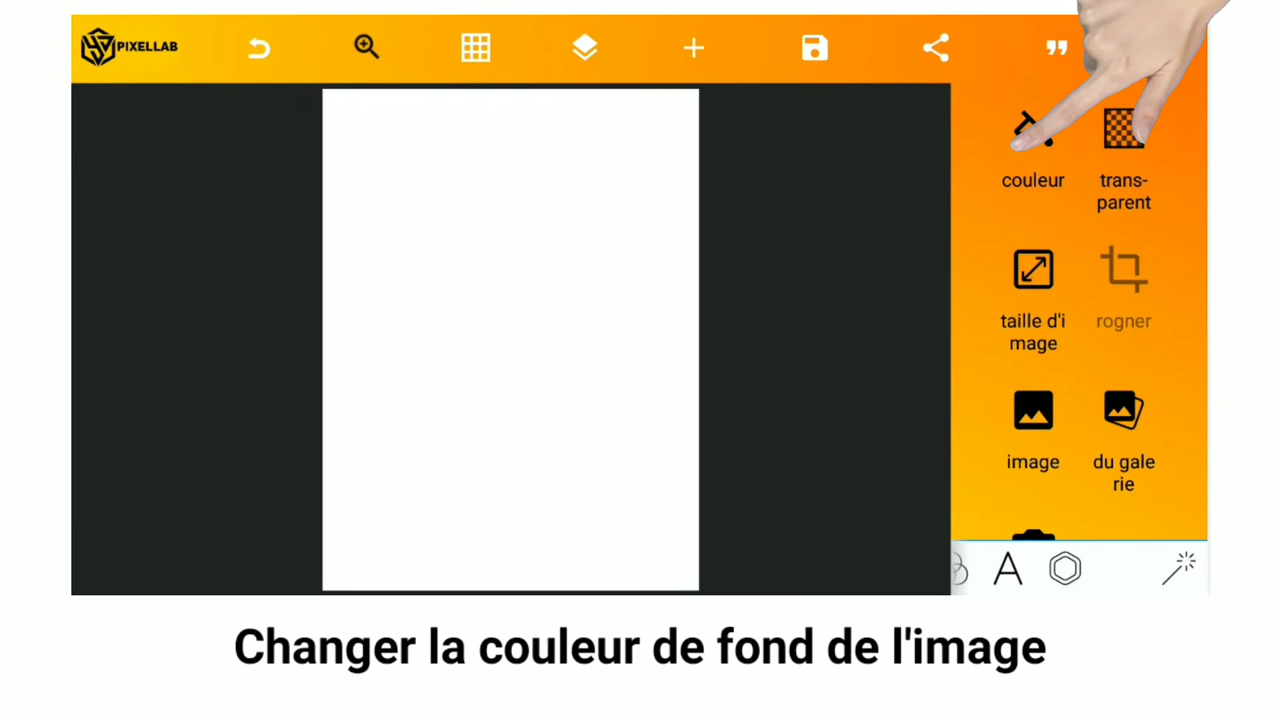 PIXELLAB
couleur
trans-
parent
taille d'i
mage
rogner
image
du gale
rie
A
Changer la couleur de fond de l'image